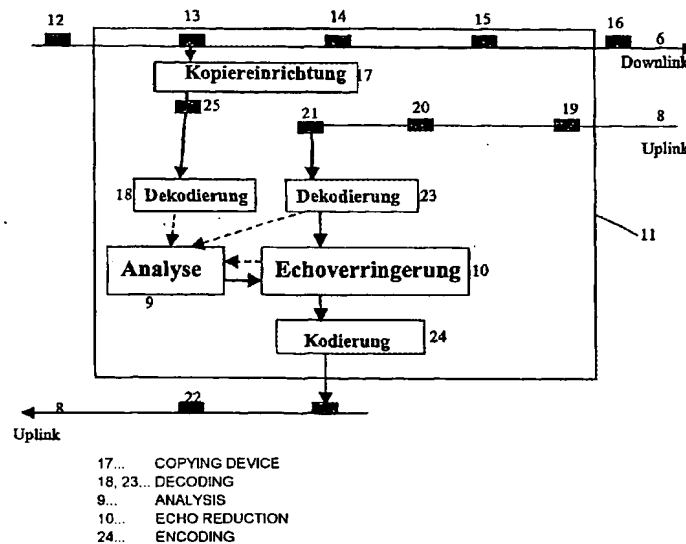 12 13 14 15 16 6
Downlink
Kopiereinrichtung 17
25 21 20 19 8
Uplink
18 Dekodierung Dekodierung 23
11
Analyse Echoverringerung 10
9
Kodierung 24
8 22
Uplink
17... COPYING DEVICE
18, 23... DECODING
9... ANALYSIS
10... ECHO REDUCTION
24... ENCODING